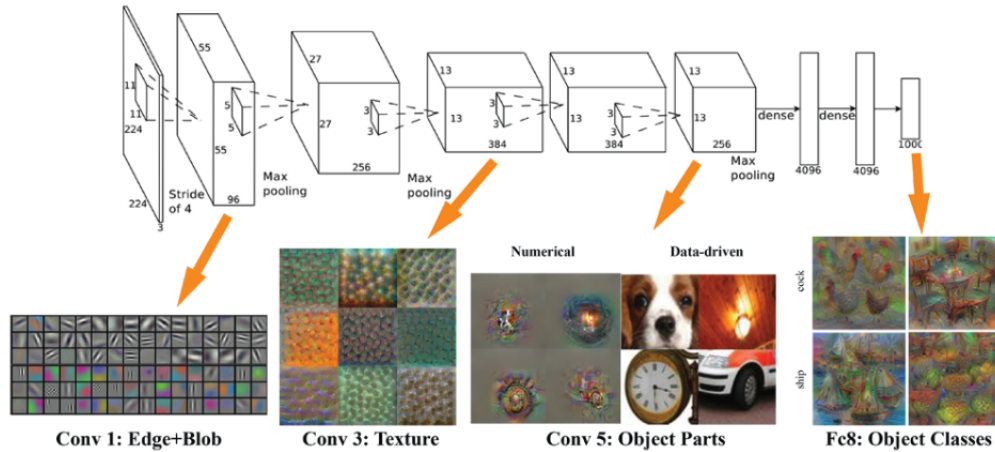 11
11
224
224
3
Stride
of 4
55
55
5
5
96
Max
pooling
27
27
3
3
256
Max
pooling
13
13
3
3
384
13
3
3
384
13
13
256
Max
pooling
dense
4096
dense
4096
1000
Numerical
Data-driven
cock
ship
Conv 1: Edge+Blob
Conv 3: Texture
Conv 5: Object Parts
Fc8: Object Classes